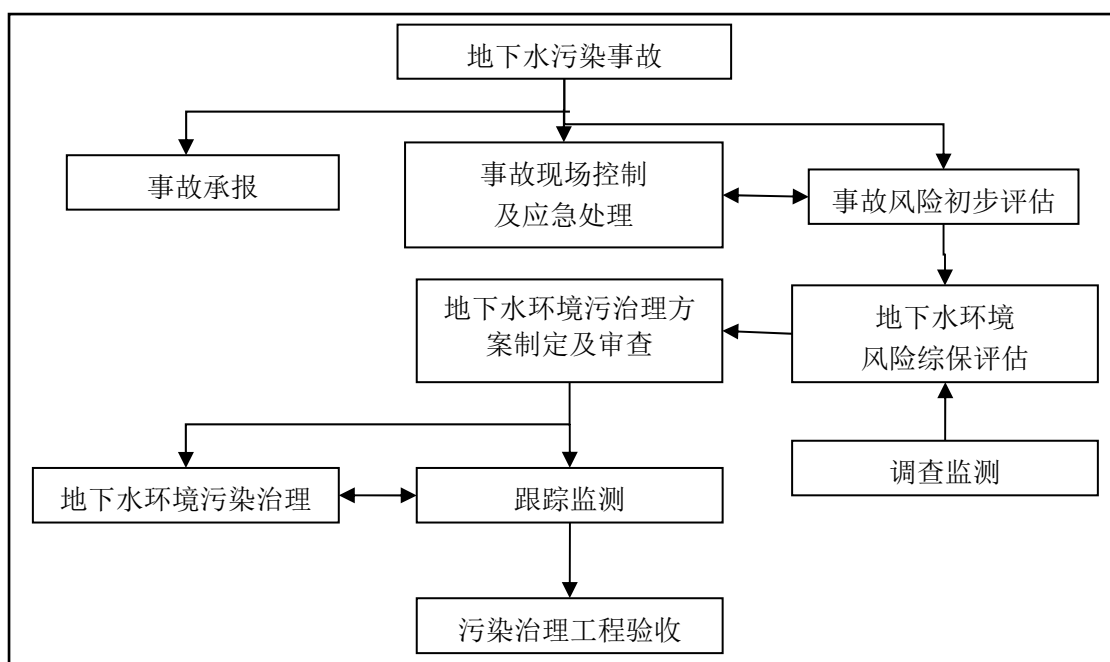 地下水污染事故
事故承报
事故现场控制
及应急处理
事故风险初步评估
地下水环境污治理方
案制定及审查
地下水环境
风险综保评估
地下水环境污染治理
跟踪监测
调查监测
污染治理工程验收